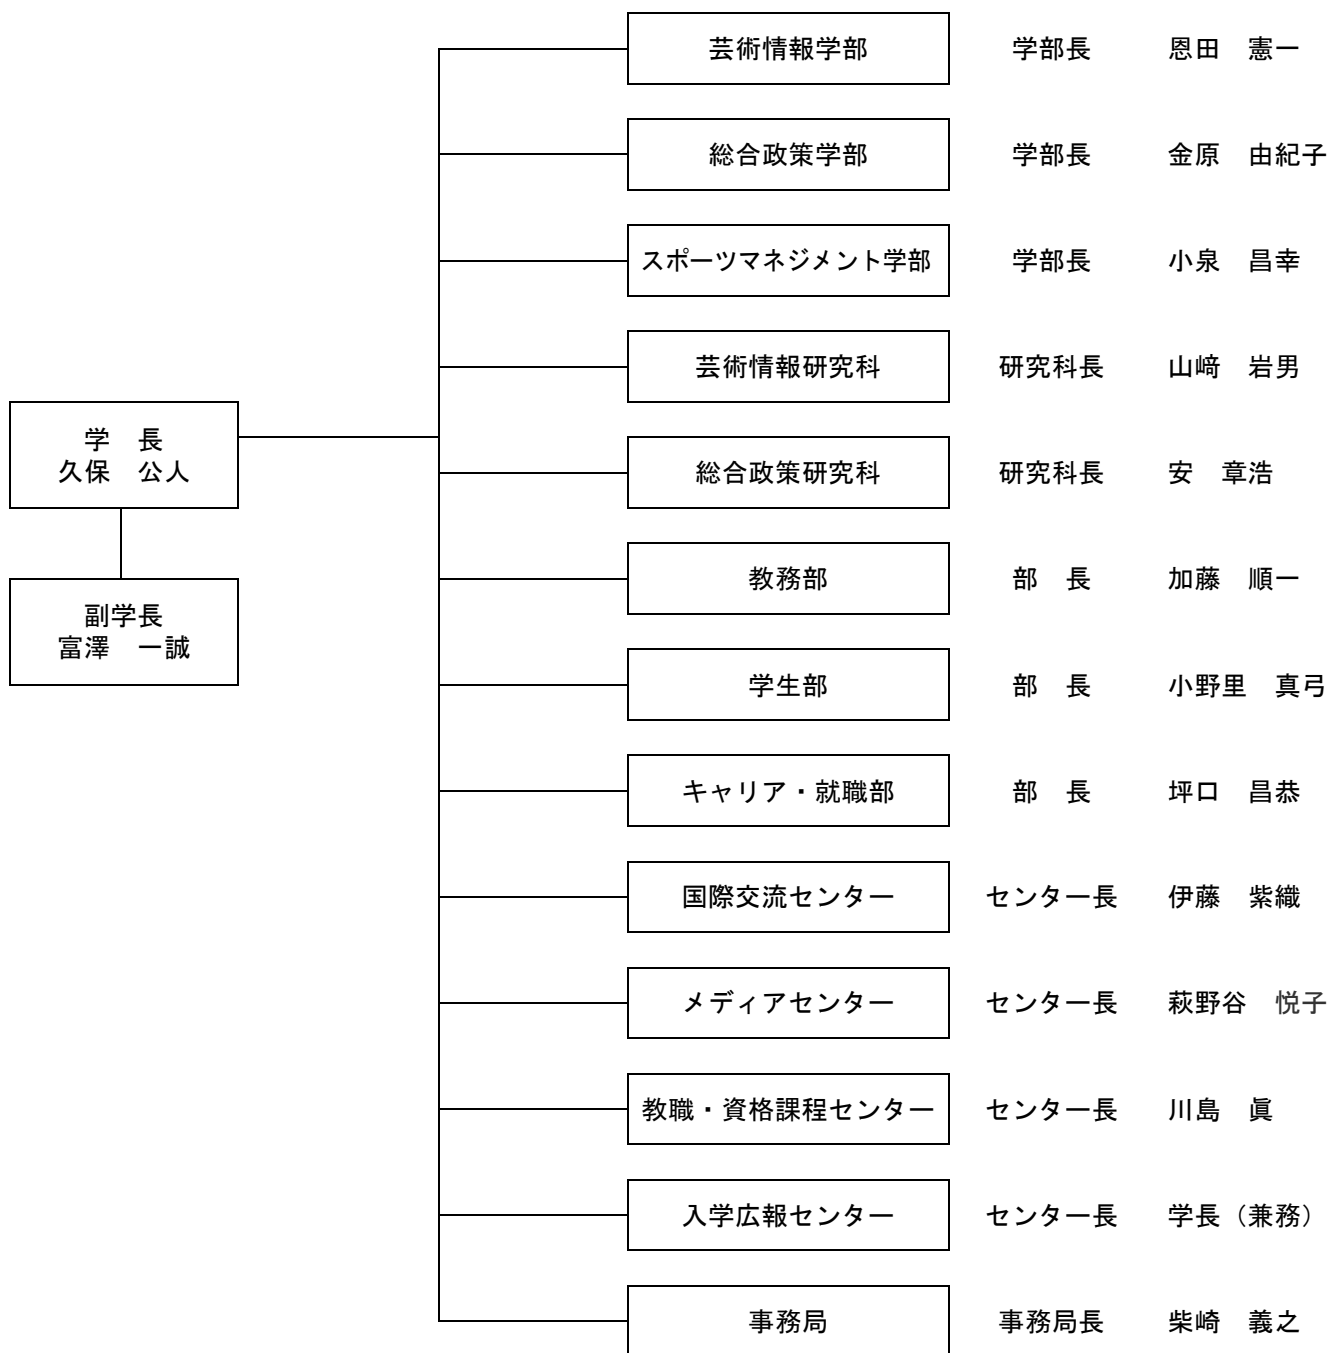 芸術情報学部　学部長　恩田　憲一
総合政策学部　学部長　金原　由紀子
スポーツマネジメント学部　学部長　小泉　昌幸
芸術情報研究科　研究科長　山﨑　岩男
学　長
久保　公人
総合政策研究科　研究科長　安　章浩
教務部　部　長　加藤　順一
副学長
富澤　一誠
学生部　部　長　小野里　真弓
キャリア・就職部　部　長　坪口　昌恭
国際交流センター　センター長　伊藤　紫織
メディアセンター　センター長　萩野谷　悦子
教職・資格課程センター　センター長　川島　眞
入学広報センター　センター長　学長（兼務）
事務局　事務局長　柴崎　義之